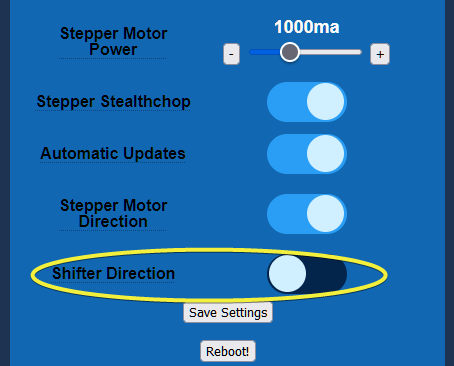 Stepper Motor
Power
1000ma
-
+
Stepper Stealthchop
Automatic Updates
Stepper Motor
Direction
Shifter Direction
Save Settings
Reboot!